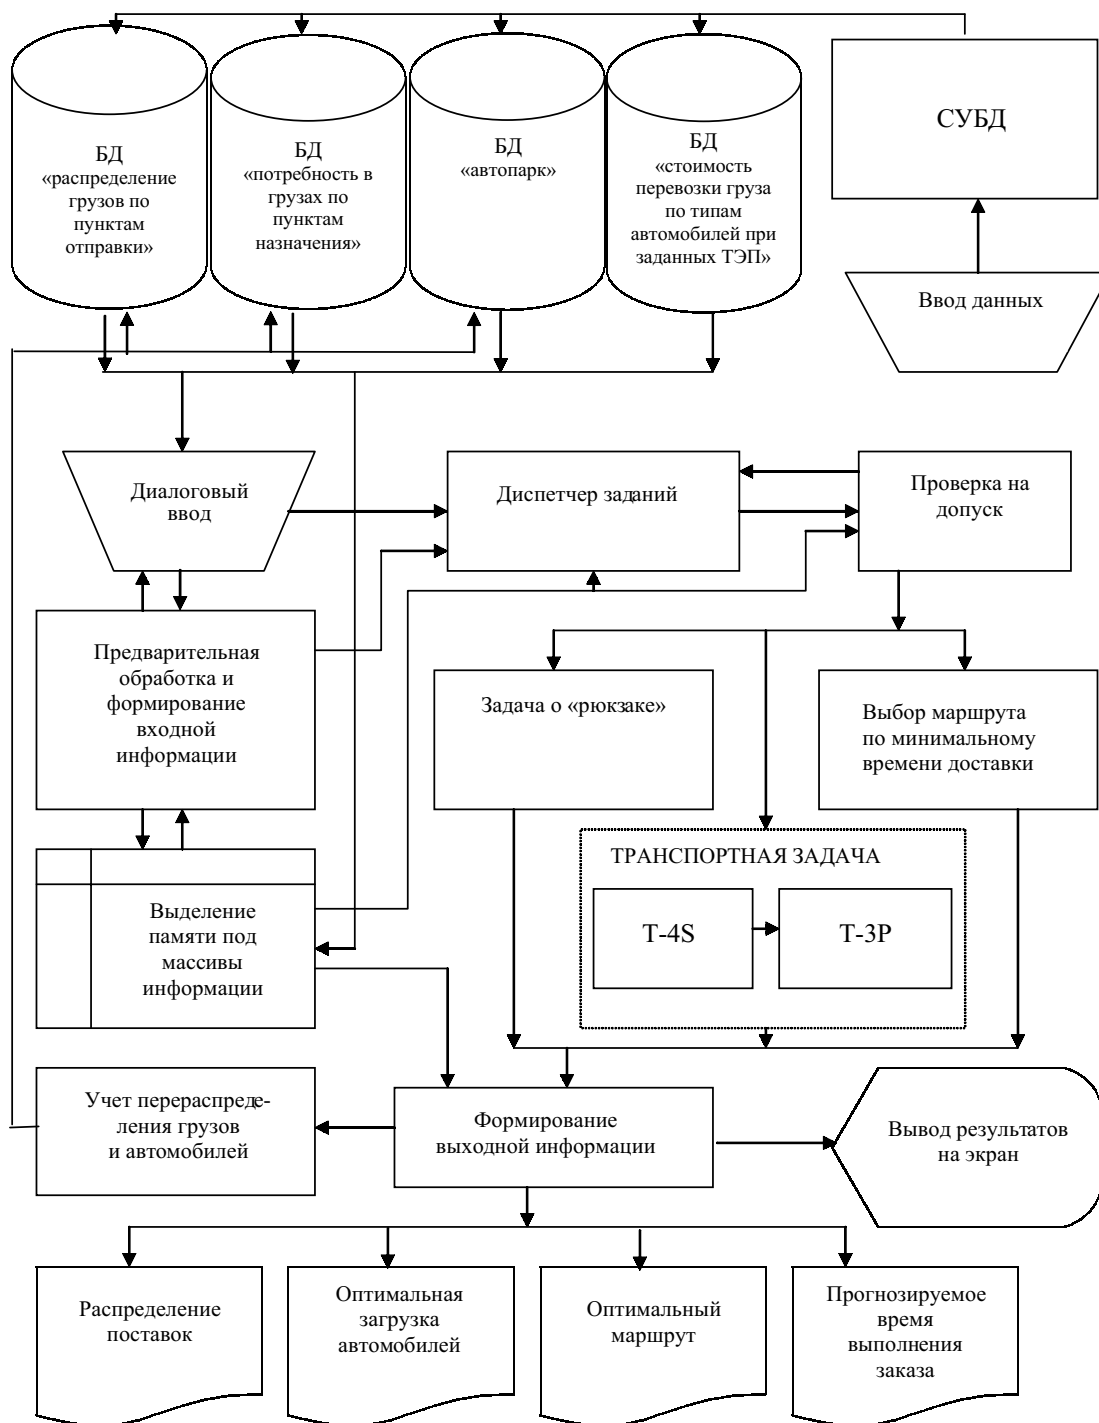 БД
«распределение
грузов по
пунктам
отправки»
БД
«потребность в
грузах по
пунктам
назначения»
БД
«автопарк»
БД
«стоимость
перевозки груза
по типам
автомобилей при
заданных ТЭП»
СУБД
Ввод данных
Диалоговый
ввод
Диспетчер заданий
Проверка на
допуск
Предварительная
обработка и
формирование
входной
информации
Задача о «рюкзаке»
Выбор маршрута
по минимальному
времени доставки
ТРАНСПОРТНАЯ ЗАДАЧА
T-4S
T-3P
Выделение
памяти под
массивы
информации
Учет перераспреде-
ления грузов
и автомобилей
Формирование
выходной информации
Вывод результатов
на экран
Распределение
поставок
Оптимальная
загрузка
автомобилей
Оптимальный
маршрут
Прогнозируемое
время
выполнения
заказа